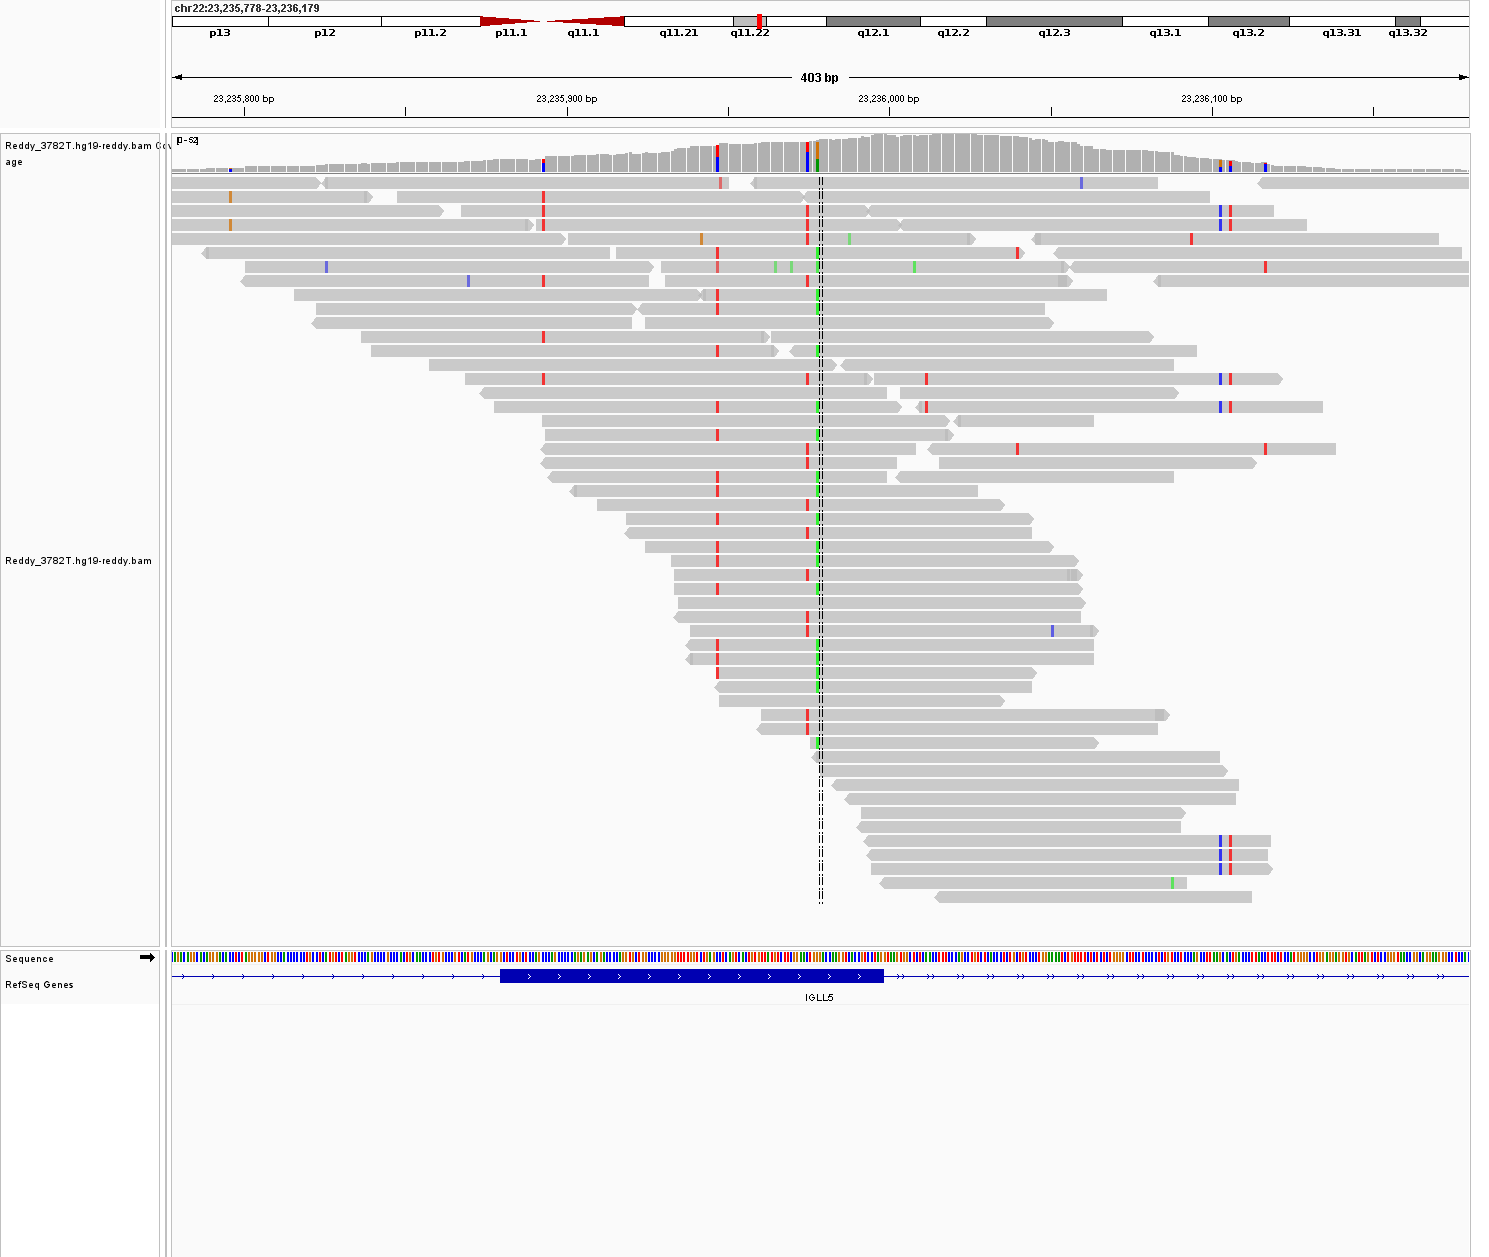 chr22:23,235,778-23,236,179
p13 p12 p11.2 p11.1 q11.1 q11.21 q11.22 q12.1 q12.2 q12.3 q13.1 q13.2 q13.31 q13.32
403 bp
23,235,800 bp 23,235,900 bp 23,236,000 bp 23,236,100 bp
Reddy_3782T.hg19-reddy.bam Cov
age
Reddy_3782T.hg19-reddy.bam
Sequence
RefSeq Genes
IGLL5